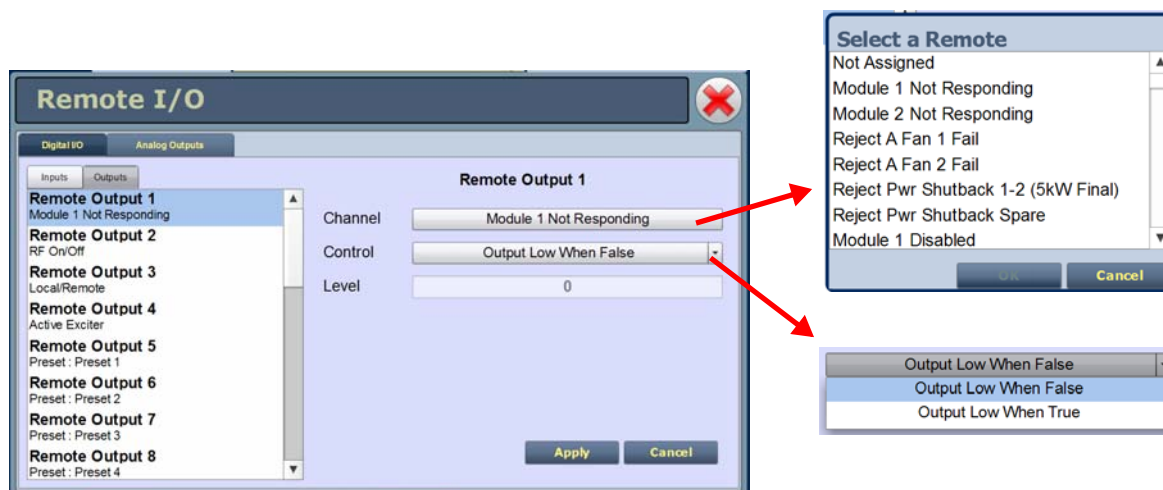 Remote I/O
Digital I/O
Analog Outputs
Inputs
Outputs
Remote Output 1
Module 1 Not Responding
Remote Output 2
RF On/Off
Remote Output 3
Local/Remote
Remote Output 4
Active Exciter
Remote Output 5
Preset : Preset 1
Remote Output 6
Preset : Preset 2
Remote Output 7
Preset : Preset 3
Remote Output 8
Preset : Preset 4
Remote Output 1
Channel Module 1 Not Responding
Control Output Low When False
Level 0
Apply Cancel
Select a Remote
Not Assigned
Module 1 Not Responding
Module 2 Not Responding
Reject A Fan 1 Fail
Reject A Fan 2 Fail
Reject Pwr Shutback 1-2 (5kW Final)
Reject Pwr Shutback Spare
Module 1 Disabled
OK Cancel
Output Low When False
Output Low When False
Output Low When True